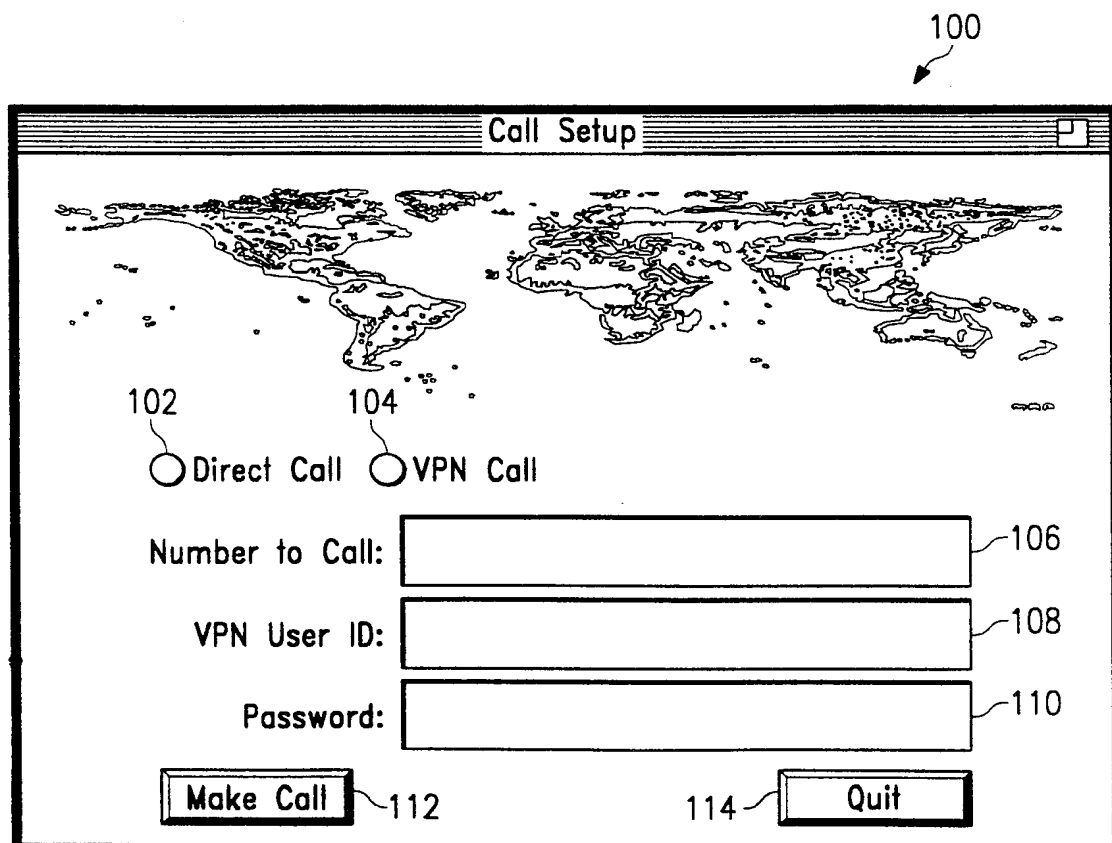 100
Call Setup
102 104
Direct Call VPN Call
Number to Call: 106
VPN User ID: 108
Password: 110
Make Call 112 114 Quit